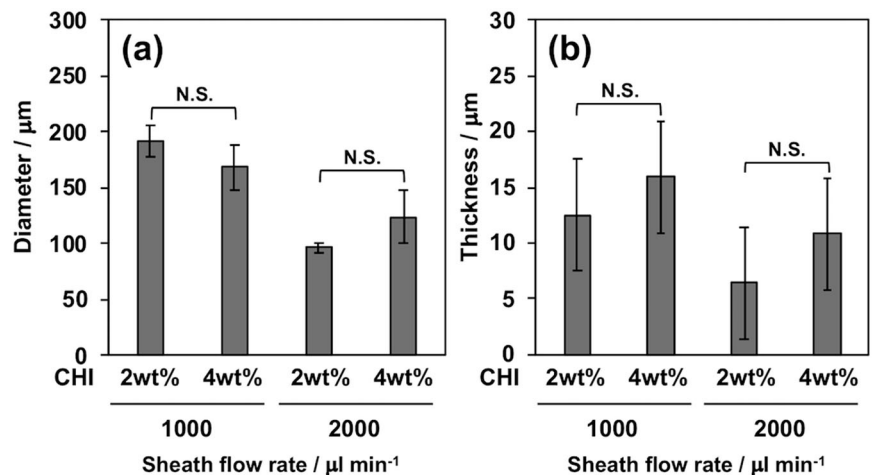 (a)
Diameter / μm
300
250
200
150
100
50
0
N.S.
N.S.
CHI 2wt% 4wt% 2wt% 4wt%
1000 2000
Sheath flow rate / μl min⁻¹
(b)
Thickness / μm
30
25
20
15
10
5
0
N.S.
N.S.
CHI 2wt% 4wt% 2wt% 4wt%
1000 2000
Sheath flow rate / μl min⁻¹